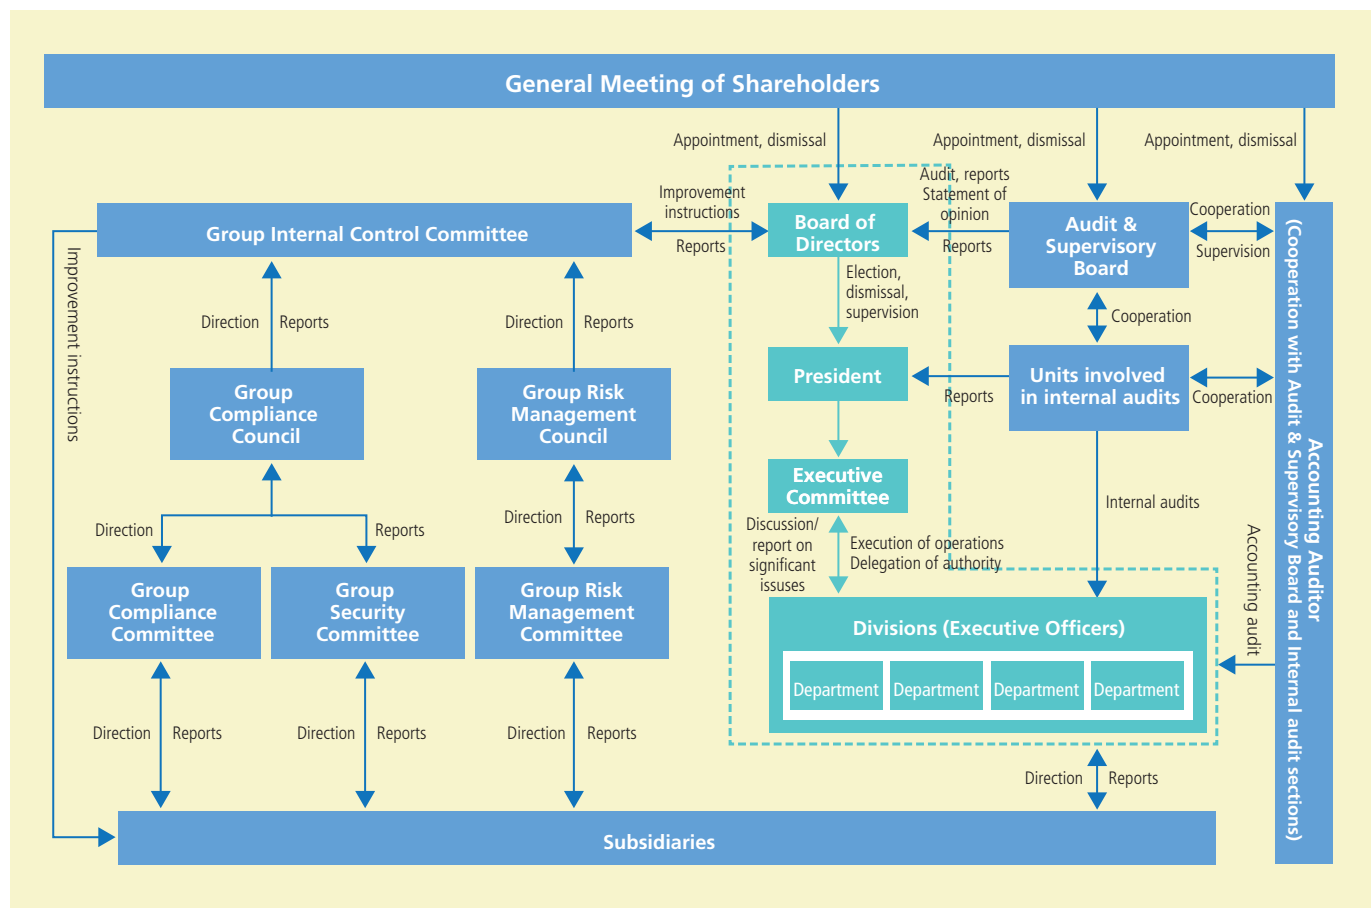 General Meeting of Shareholders
Appointment, dismissal
Appointment, dismissal
Appointment, dismissal
Improvement
instructions
Reports
Audit, reports
Statement of
opinion
Reports
Group Internal Control Committee
Board of
Directors
Audit &
Supervisory
Board
Cooperation
Supervision
Improvement instructions
Direction
Reports
Direction
Reports
Election,
dismissal,
supervision
Cooperation
Group
Compliance
Council
Group Risk
Management
Council
President
Reports
Units involved
in internal audits
Cooperation
Accounting Auditor
(Cooperation with Audit & Supervisory Board and Internal audit sections)
Direction
Reports
Direction
Reports
Executive
Committee
Internal audits
Discussion/
report on
significant
issuses
Execution of operations
Delegation of authority
Accounting audit
Group
Compliance
Committee
Group
Security
Committee
Group Risk
Management
Committee
Divisions (Executive Officers)
Department
Department
Department
Department
Direction
Reports
Direction
Reports
Direction
Reports
Direction
Reports
Subsidiaries